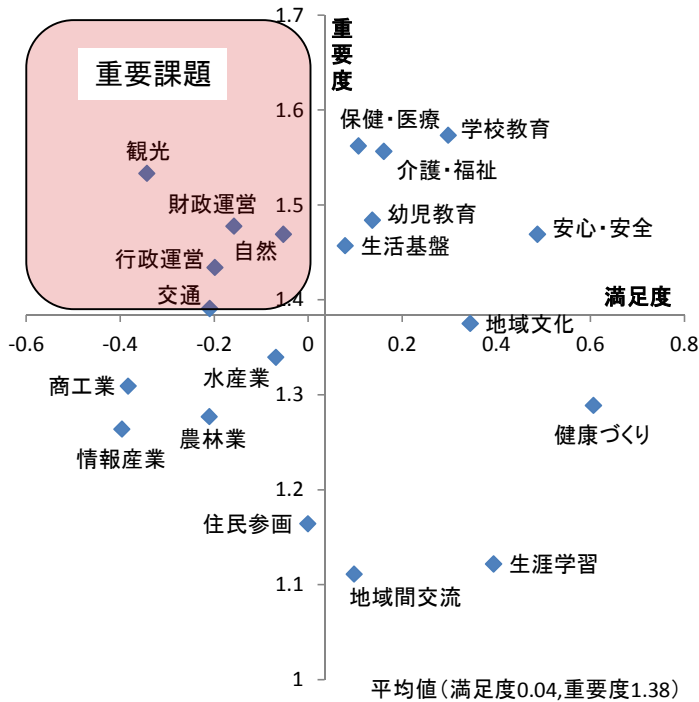 1.7
重要度
重要課題
1.6
保健・医療
学校教育
介護・福祉
観光
財政運営
1.5
幼児教育
安心・安全
自然
生活基盤
行政運営
交通
1.4
満足度
地域文化
-0.6
-0.4
-0.2
0
0.2
0.4
0.6
0.8
水産業
商工業
1.3
農林業
健康づくり
情報産業
1.2
住民参画
1.1
生涯学習
地域間交流
1
平均値（満足度0.04,重要度1.38）